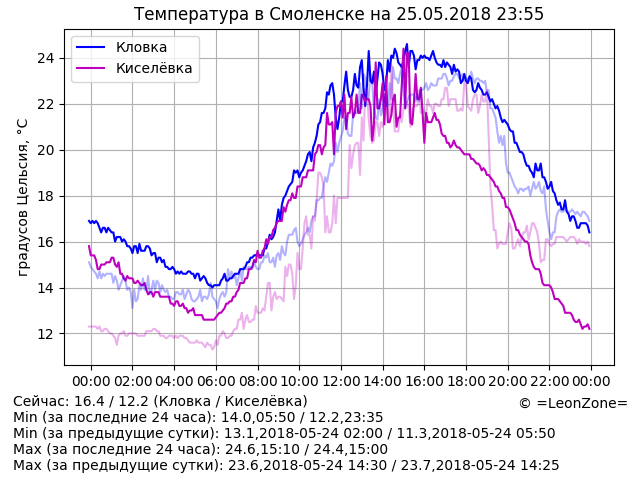 Температура в Смоленске на 25.05.2018 23:55
Кловка
Киселёвка
градусов Цельсия, °C
24
22
20
18
16
14
12
00:00 02:00 04:00 06:00 08:00 10:00 12:00 14:00 16:00 18:00 20:00 22:00 00:00
Сейчас: 16.4 / 12.2 (Кловка / Киселёвка)
© =LeonZone=
Min (за последние 24 часа): 14.0,05:50 / 12.2,23:35
Min (за предыдущие сутки): 13.1,2018-05-24 02:00 / 11.3,2018-05-24 05:50
Max (за последние 24 часа): 24.6,15:10 / 24.4,15:00
Max (за предыдущие сутки): 23.6,2018-05-24 14:30 / 23.7,2018-05-24 14:25